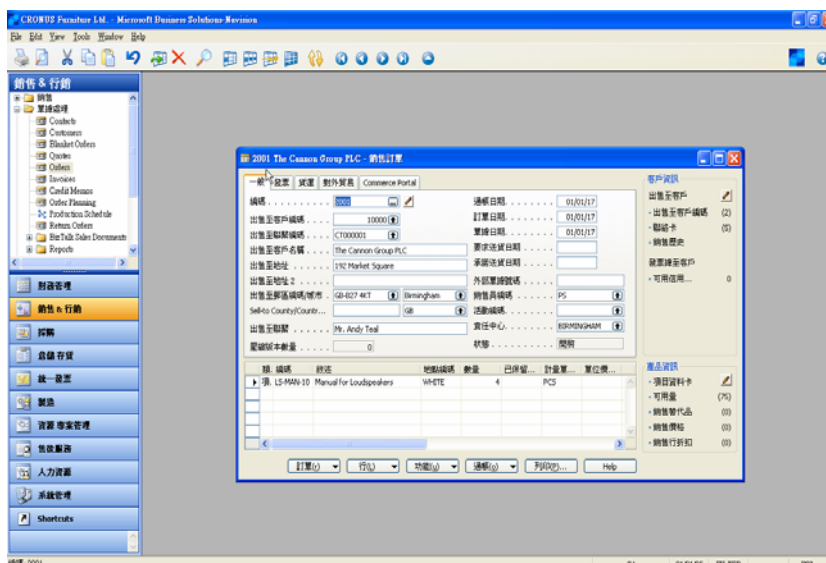 CRONUS Furniture Ltd. - Microsoft Business Solutions-Navision
File Edit View Tools Window Help
銷售 & 行銷
銷售
單據處理
Contacts
Customers
Blanket Orders
Quotes
Orders
Invoices
Credit Memos
Order Planning
Production Schedule
Return Orders
BizTalk Sales Documents
Reports
財務管理
銷售 & 行銷
採購
倉儲存貨
統一發票
製造
資源 專案管理
售後服務
人力資源
系統管理
Shortcuts
2001 The Cannon Group PLC - 銷售訂單
一般 發票 貨運 對外貿易 Commerce Portal
編碼 2001
出售至客戶編碼 10000
出售至聯繫編碼 CT000001
出售至客戶名稱 The Cannon Group PLC
出售至地址 192 Market Square
出售至地址 2
出售至郵區編碼/城市 GB-B27 4KT Birmingham
Sell-to County/Countr... GB
出售至聯繫 Mr. Andy Teal
壓縮版本數量 0
過帳日期 01/01/17
訂單日期 01/01/17
單據日期 01/01/17
要求送貨日期
承諾送貨日期
外部單據號碼
銷售員編碼 PS
活動編碼
責任中心 BIRMINGHAM
狀態 開啟
類. 編碼 敘述 地點編碼 數量 已保留... 計量單... 單位價...
項. LS-MAN-10 Manual for Loudspeakers WHITE 4 PCS
訂單(r) 行(L) 功能(u) 過帳(o) 列印(P)... Help
客戶資訊
出售至客戶
出售至客戶編碼 (2)
聯絡卡 (5)
銷售歷史
發票據至客戶
可用信用... 0
產品資訊
項目資料卡
可用量 (75)
銷售替代品 (0)
銷售價格 (0)
銷售行折扣 (0)